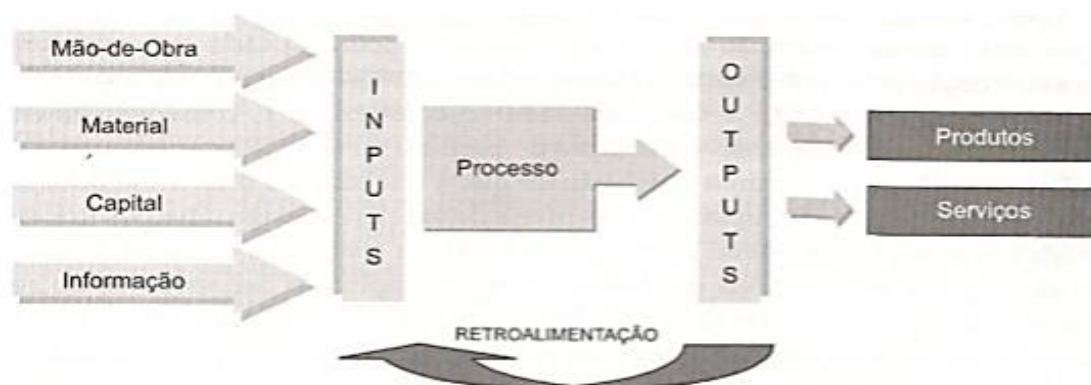 Mão-de-Obra
Material
Capital
Informação
INPUTS
Processo
OUTPUTS
Produtos
Serviços
RETROALIMENTAÇÃO